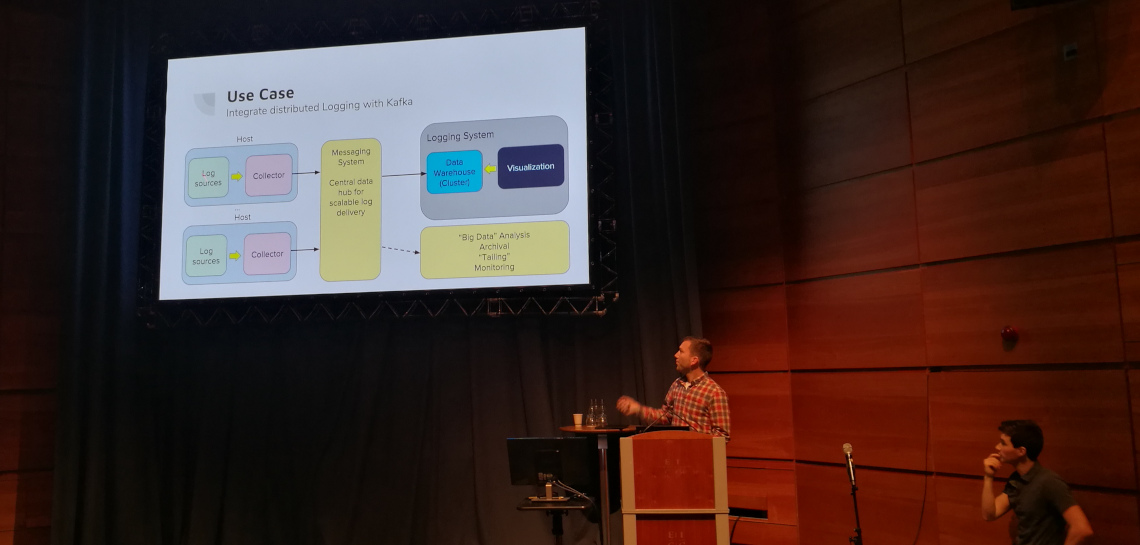 Use Case
Integrate distributed Logging with Kafka
Host
Log
sources
Collector
Host
Log
sources
Collector
Messaging
System
Central data
hub for
scalable log
delivery
Logging System
Data
Warehouse
(Cluster)
Visualization
"Big Data" Analysis
Archival
"Tailing"
Monitoring